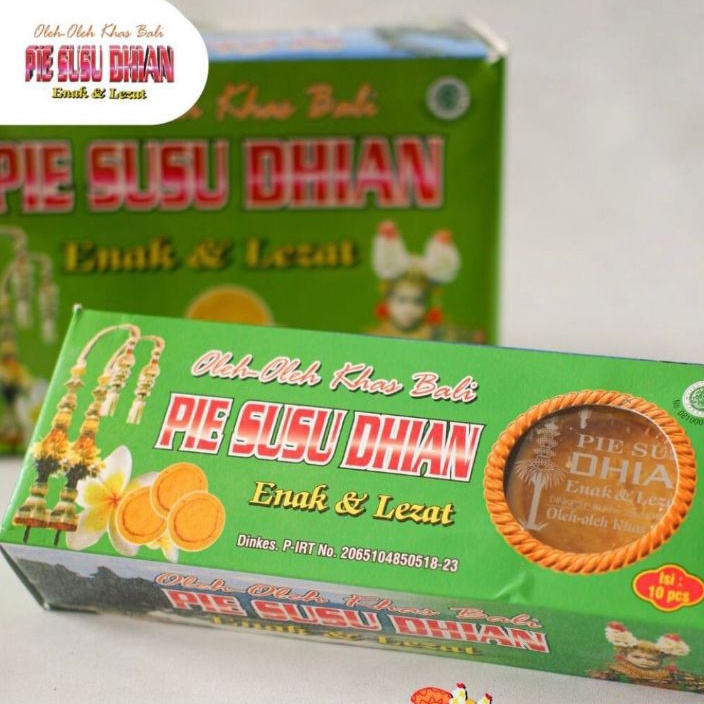 Oleh-Oleh Khas Bali
PIE SUSU DHIAN
Enak & Lezat
Khas Bali
PIE SUSU DHIAN
Enak & Lezat
Oleh-Oleh Khas Bali
PIE SUSU DHIAN
Enak & Lezat
Dinkes. P-IRT No. 2065104850518-23
PIE SU
DHIA
Enak & Lez
Oleh-oleh Khas
Isi :
10 pcs
Oleh-Oleh Khas Bali
PIE SUSU DHIAN
Enak & Lezat